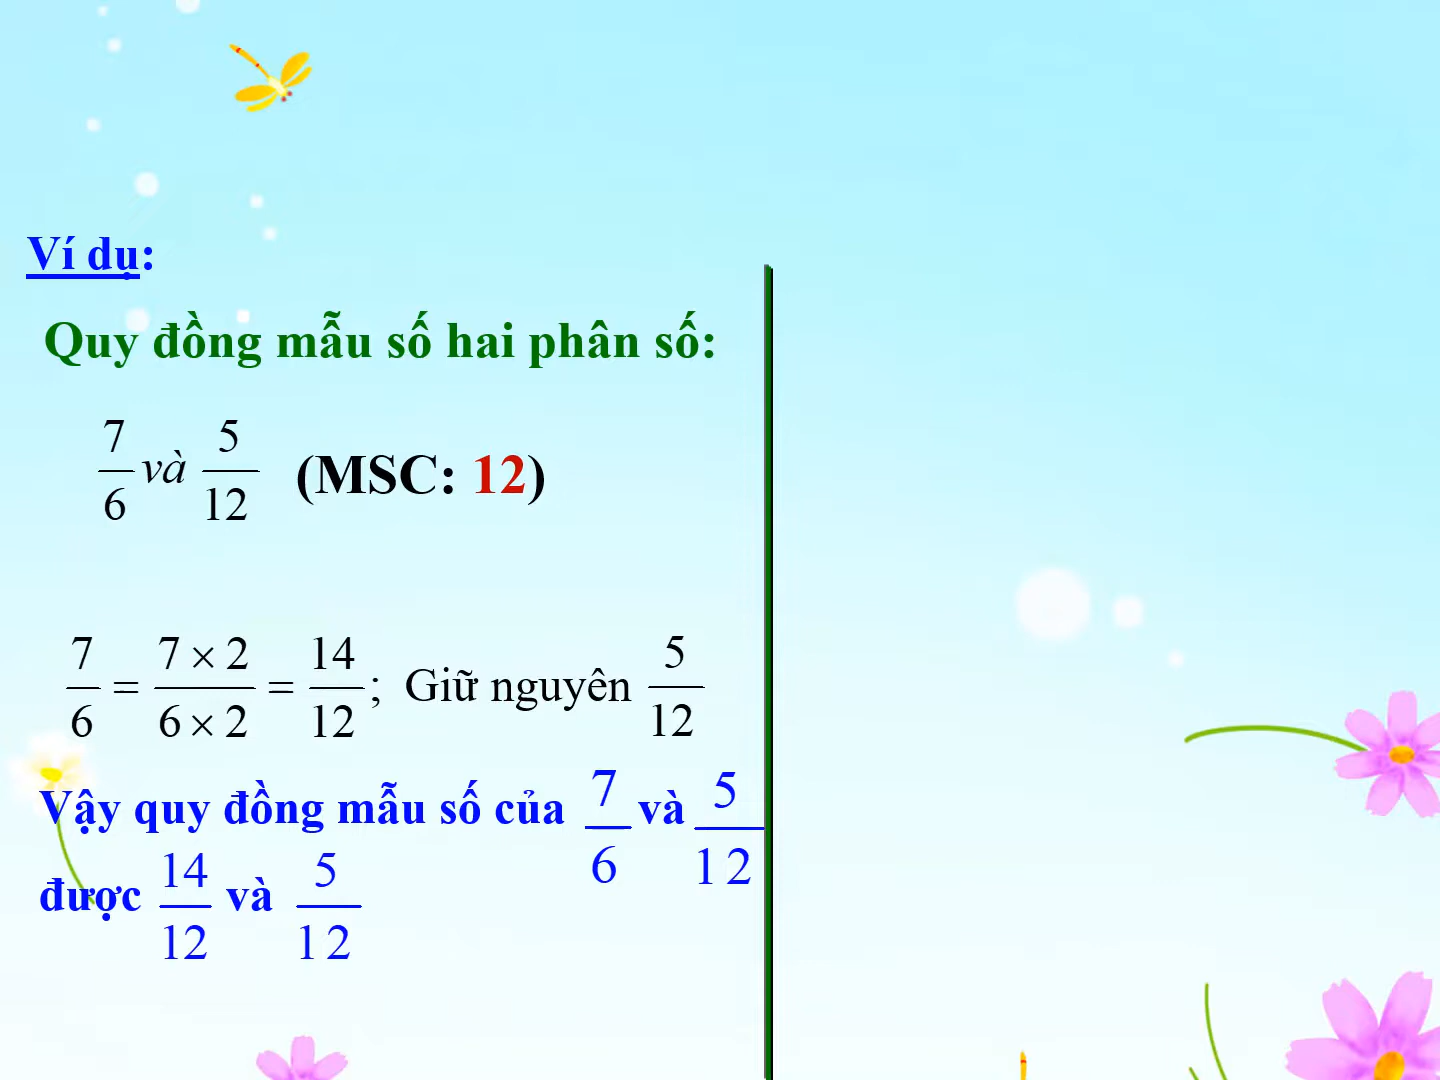 Ví dụ:
Quy đồng mẫu số hai phân số:
7/6 và 5/12 (MSC: 12)
7/6 = 7 × 2/6 × 2 = 14/12; Giữ nguyên 5/12
Vậy quy đồng mẫu số của 7/6 và 5/12
được 14/12 và 5/12